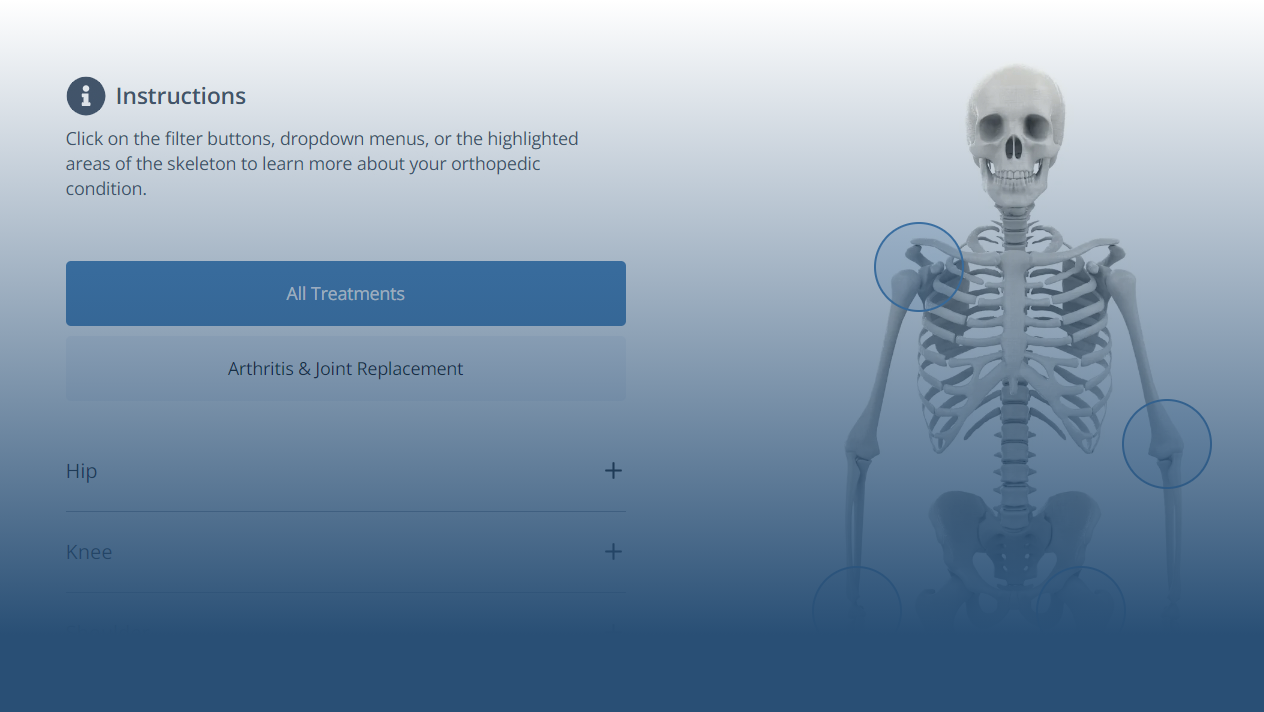 Instructions
Click on the filter buttons, dropdown menus, or the highlighted
areas of the skeleton to learn more about your orthopedic
condition.
All Treatments
Arthritis & Joint Replacement
Hip
Knee